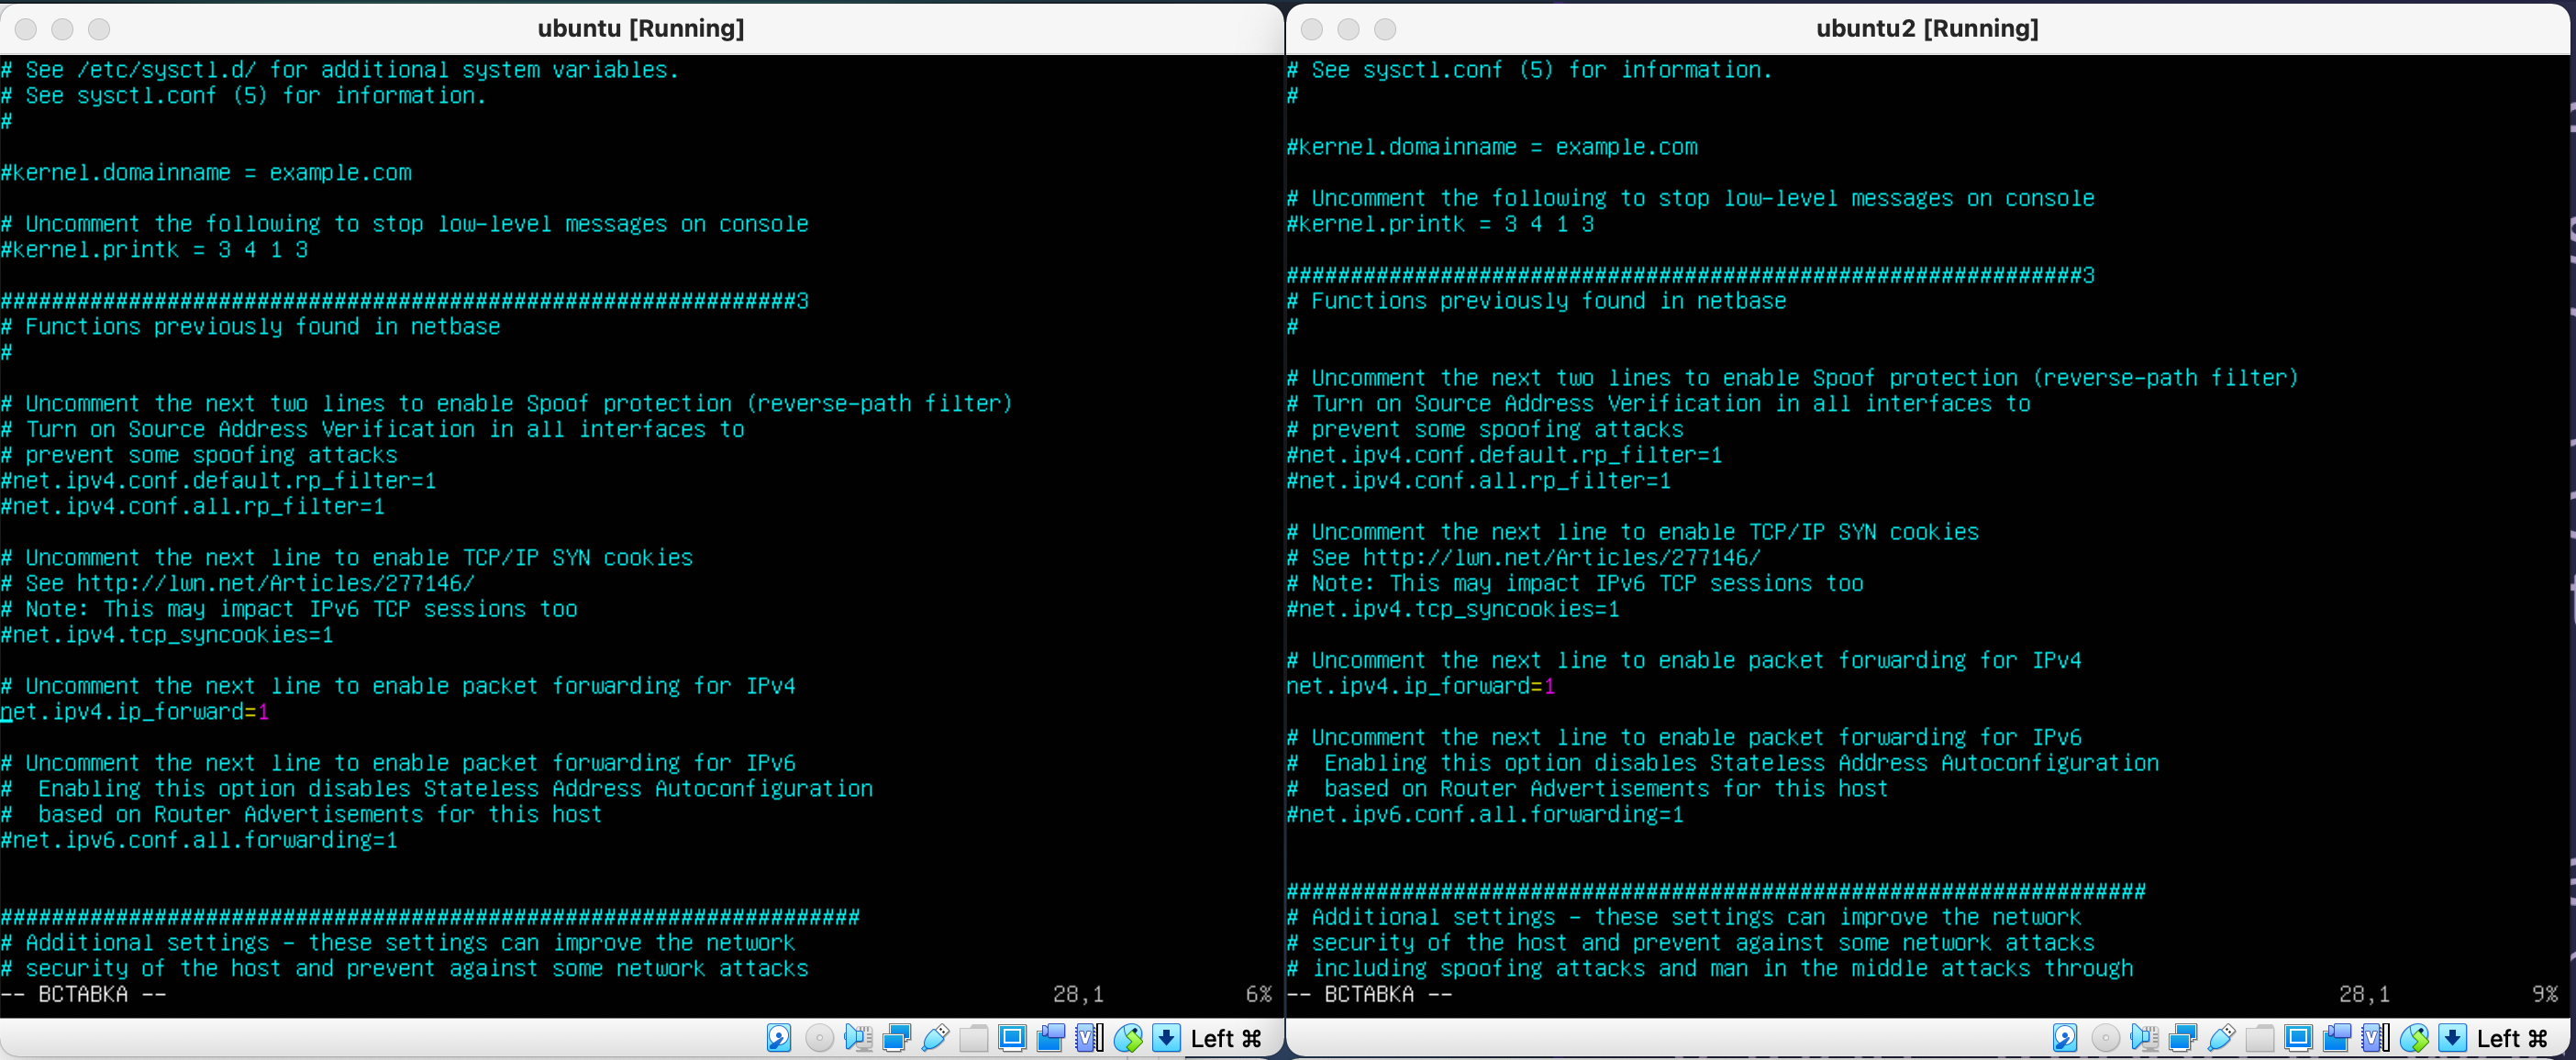 ubuntu [Running]
# See /etc/sysctl.d/ for additional system variables.
# See sysctl.conf (5) for information.
#
#kernel.domainname = example.com
# Uncomment the following to stop low-level messages on console
#kernel.printk = 3 4 1 3
##############################################################3
# Functions previously found in netbase
#
# Uncomment the next two lines to enable Spoof protection (reverse-path filter)
# Turn on Source Address Verification in all interfaces to
# prevent some spoofing attacks
#net.ipv4.conf.default.rp_filter=1
#net.ipv4.conf.all.rp_filter=1
# Uncomment the next line to enable TCP/IP SYN cookies
# See http://lwn.net/Articles/277146/
# Note: This may impact IPv6 TCP sessions too
#net.ipv4.tcp_syncookies=1
# Uncomment the next line to enable packet forwarding for IPv4
net.ipv4.ip_forward=1
# Uncomment the next line to enable packet forwarding for IPv6
#  Enabling this option disables Stateless Address Autoconfiguration
#  based on Router Advertisements for this host
#net.ipv6.conf.all.forwarding=1
###################################################################
# Additional settings - these settings can improve the network
# security of the host and prevent against some network attacks
-- ВСТАВКА -- 28,1 6%
Left ⌘
ubuntu2 [Running]
# See sysctl.conf (5) for information.
#
#kernel.domainname = example.com
# Uncomment the following to stop low-level messages on console
#kernel.printk = 3 4 1 3
##############################################################3
# Functions previously found in netbase
#
# Uncomment the next two lines to enable Spoof protection (reverse-path filter)
# Turn on Source Address Verification in all interfaces to
# prevent some spoofing attacks
#net.ipv4.conf.default.rp_filter=1
#net.ipv4.conf.all.rp_filter=1
# Uncomment the next line to enable TCP/IP SYN cookies
# See http://lwn.net/Articles/277146/
# Note: This may impact IPv6 TCP sessions too
#net.ipv4.tcp_syncookies=1
# Uncomment the next line to enable packet forwarding for IPv4
net.ipv4.ip_forward=1
# Uncomment the next line to enable packet forwarding for IPv6
#  Enabling this option disables Stateless Address Autoconfiguration
#  based on Router Advertisements for this host
#net.ipv6.conf.all.forwarding=1
###################################################################
# Additional settings - these settings can improve the network
# security of the host and prevent against some network attacks
# including spoofing attacks and man in the middle attacks through
-- ВСТАВКА -- 28,1 9%
Left ⌘